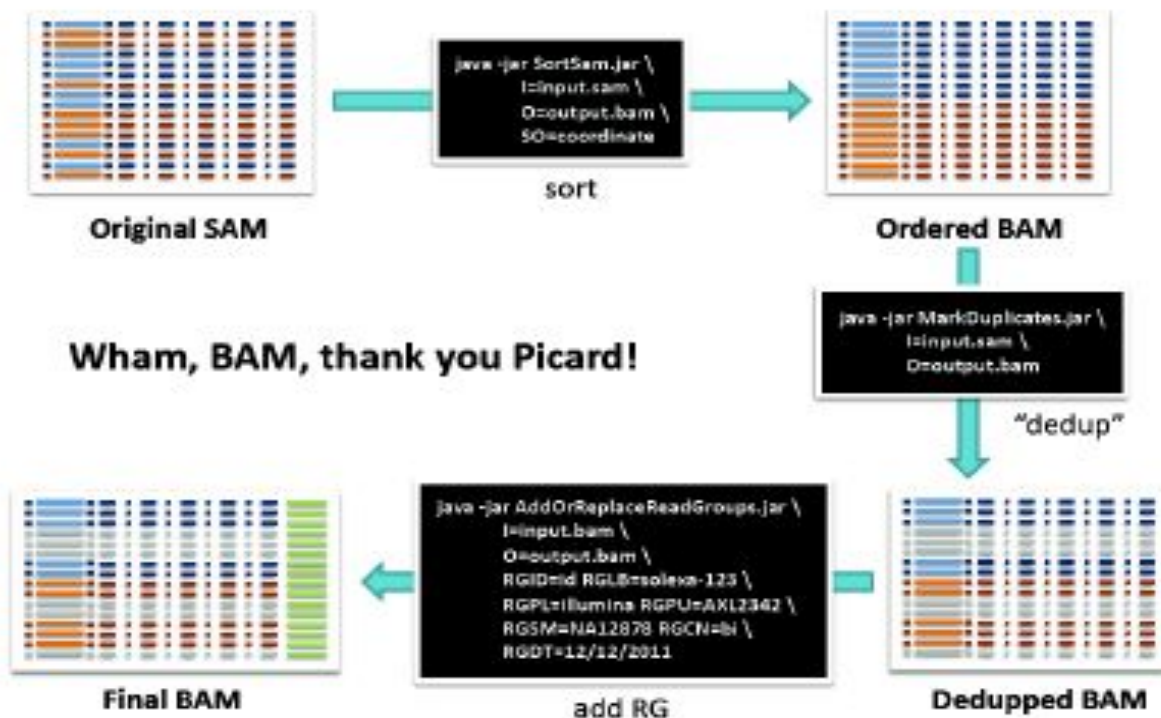 java -jar SortSam.jar \
I=input.sam \
O=output.bam \
SO=coordinate
sort
Original SAM
Ordered BAM
java -jar MarkDuplicates.jar \
I=input.sam \
O=output.bam
Wham, BAM, thank you Picard!
“dedup”
java -jar AddOrReplaceReadGroups.jar \
I=input.bam \
O=output.bam \
RGID=id RGLB=solexa-123 \
RGPL=illumina RGPU=AXL2342 \
RGSM=NA12878 RGCN=bi \
RGDT=12/12/2011
add RG
Final BAM
Dedupped BAM